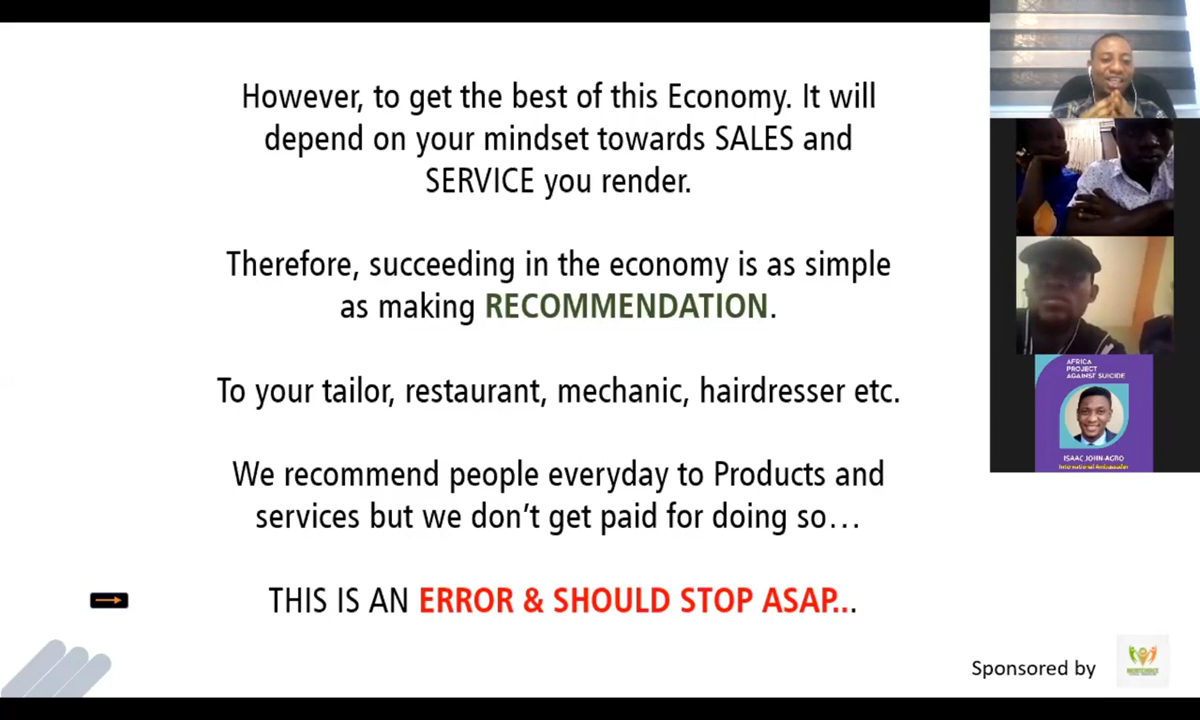 However, to get the best of this Economy. It will
depend on your mindset towards SALES and
SERVICE you render.
Therefore, succeeding in the economy is as simple
as making RECOMMENDATION.
To your tailor, restaurant, mechanic, hairdresser etc.
We recommend people everyday to Products and
services but we don’t get paid for doing so…
THIS IS AN ERROR & SHOULD STOP ASAP...
Sponsored by
AFRICA
PROJECT
AGAINST SUICIDE
ISAAC JOHN-AGBO
International Ambassador